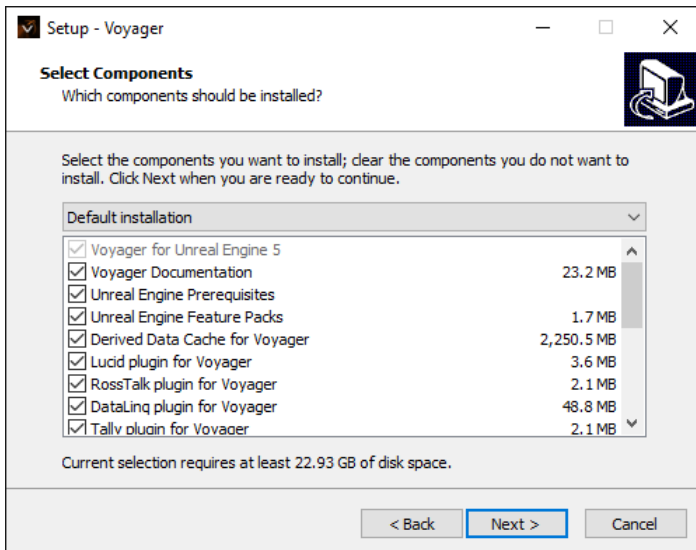 Setup - Voyager
Select Components
Which components should be installed?
Select the components you want to install; clear the components you do not want to
install. Click Next when you are ready to continue.
Default installation
Voyager for Unreal Engine 5
Voyager Documentation 23.2 MB
Unreal Engine Prerequisites
Unreal Engine Feature Packs 1.7 MB
Derived Data Cache for Voyager 2,250.5 MB
Lucid plugin for Voyager 3.6 MB
RossTalk plugin for Voyager 2.1 MB
DataLinq plugin for Voyager 48.8 MB
Tally plugin for Voyager 2.1 MB
Current selection requires at least 22.93 GB of disk space.
< Back Next > Cancel